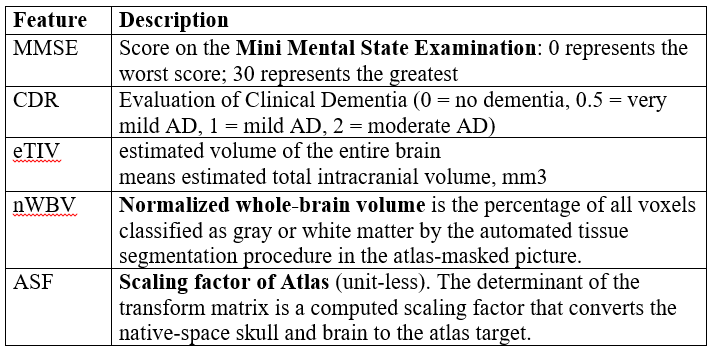 Feature Description
MMSE Score on the Mini Mental State Examination: 0 represents the
worst score; 30 represents the greatest
CDR Evaluation of Clinical Dementia (0 = no dementia, 0.5 = very
mild AD, 1 = mild AD, 2 = moderate AD)
eTIV estimated volume of the entire brain
means estimated total intracranial volume, mm3
nWBV Normalized whole-brain volume is the percentage of all voxels
classified as gray or white matter by the automated tissue
segmentation procedure in the atlas-masked picture.
ASF Scaling factor of Atlas (unit-less). The determinant of the
transform matrix is a computed scaling factor that converts the
native-space skull and brain to the atlas target.